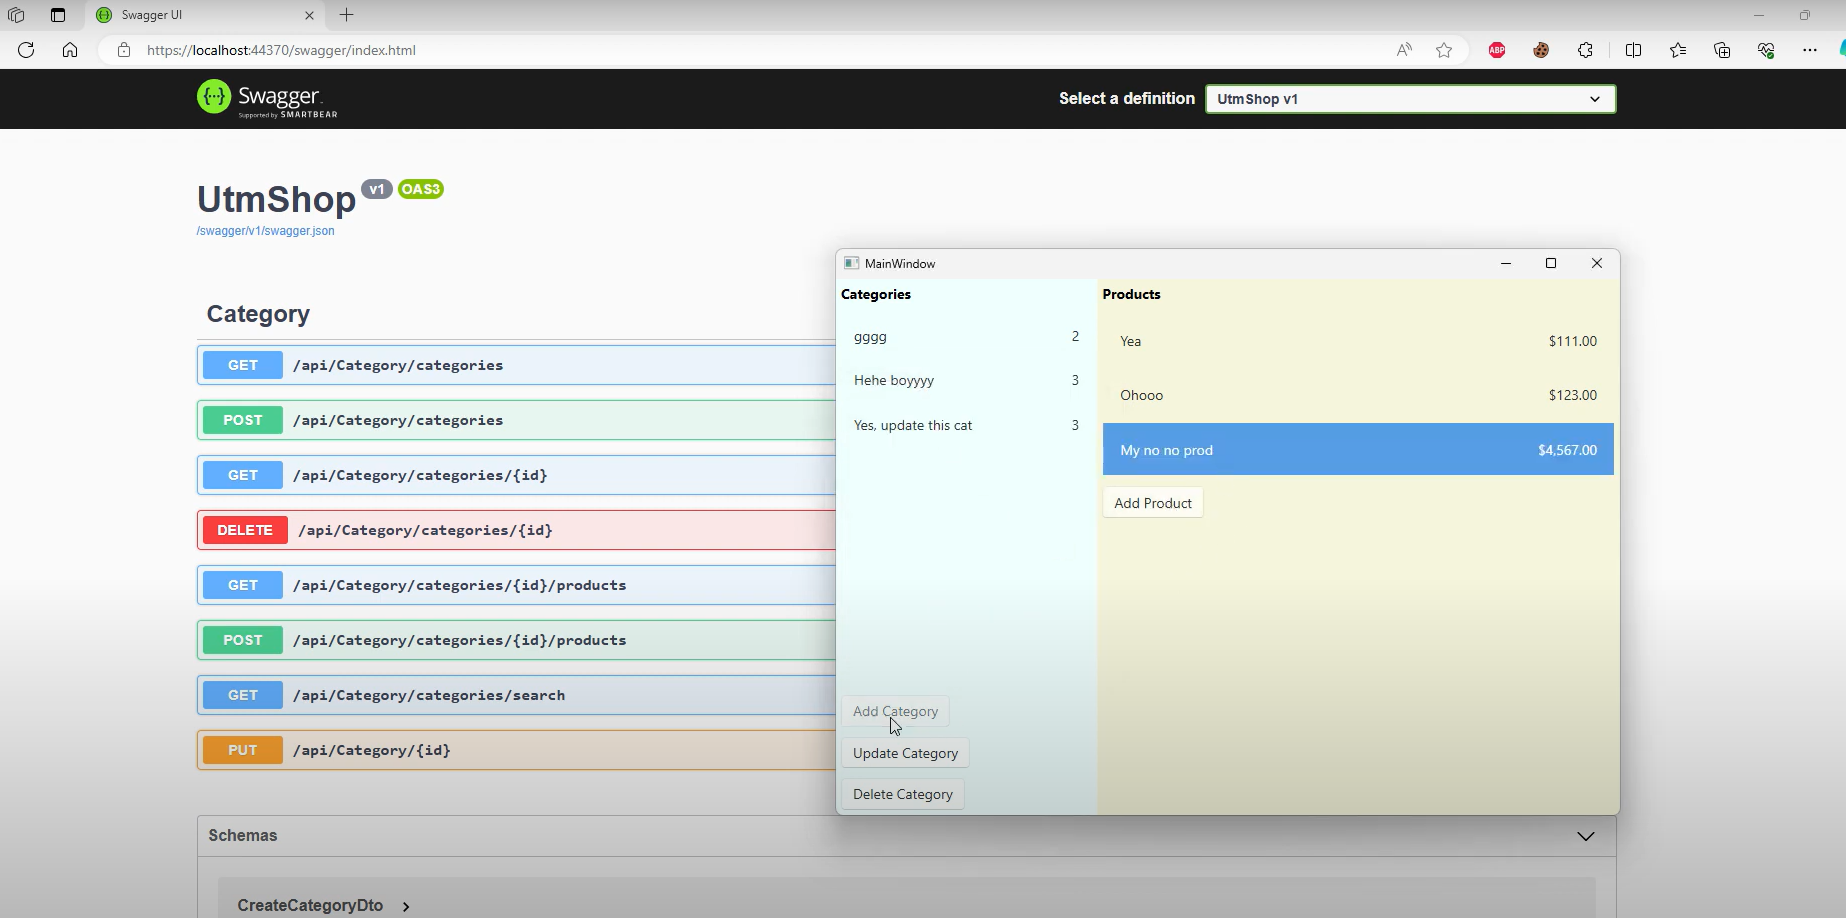 Swagger UI
https://localhost:44370/swagger/index.html
ABP
Swagger.
Supported by SMARTBEAR
Select a definition
UtmShop v1
UtmShop v1 OAS3
/swagger/v1/swagger.json
Category
GET /api/Category/categories
POST /api/Category/categories
GET /api/Category/categories/{id}
DELETE /api/Category/categories/{id}
GET /api/Category/categories/{id}/products
POST /api/Category/categories/{id}/products
GET /api/Category/categories/search
PUT /api/Category/{id}
Schemas
CreateCategoryDto
MainWindow
Categories
gggg 2
Hehe boyyyy 3
Yes, update this cat 3
Add Category
Update Category
Delete Category
Products
Yea $111.00
Ohooo $123.00
My no no prod $4,567.00
Add Product